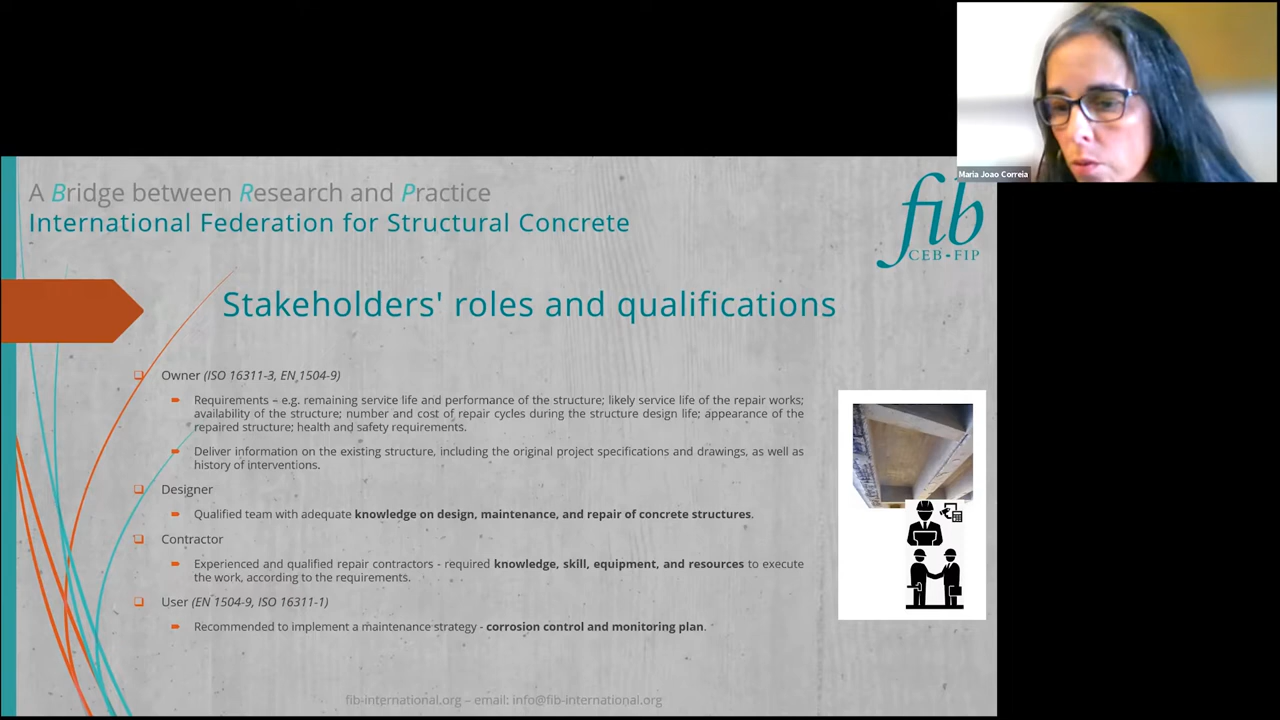 Maria Joao Correia
A Bridge between Research and Practice
International Federation for Structural Concrete
fib
CEB-FIP
Stakeholders' roles and qualifications
Owner (ISO 16311-3, EN 1504-9)
Requirements – e.g. remaining service life and performance of the structure; likely service life of the repair works;
availability of the structure; number and cost of repair cycles during the structure design life; appearance of the
repaired structure; health and safety requirements.
Deliver information on the existing structure, including the original project specifications and drawings, as well as
history of interventions.
Designer
Qualified team with adequate knowledge on design, maintenance, and repair of concrete structures.
Contractor
Experienced and qualified repair contractors - required knowledge, skill, equipment, and resources to execute
the work, according to the requirements.
User (EN 1504-9, ISO 16311-1)
Recommended to implement a maintenance strategy - corrosion control and monitoring plan.
fib-international.org – email: info@fib-international.org